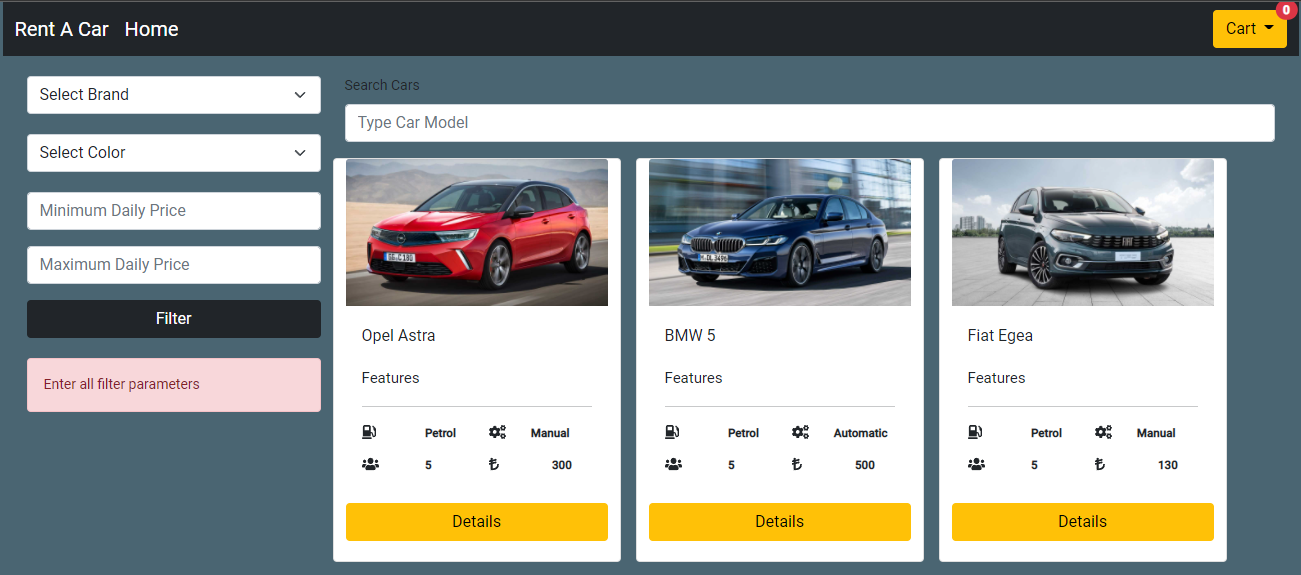 Rent A Car Home
Cart
0
Select Brand
Select Color
Minimum Daily Price
Maximum Daily Price
Filter
Enter all filter parameters
Search Cars
Type Car Model
Opel Astra
Features
Petrol Manual
5 ₺ 300
Details
BMW 5
Features
Petrol Automatic
5 ₺ 500
Details
Fiat Egea
Features
Petrol Manual
5 ₺ 130
Details